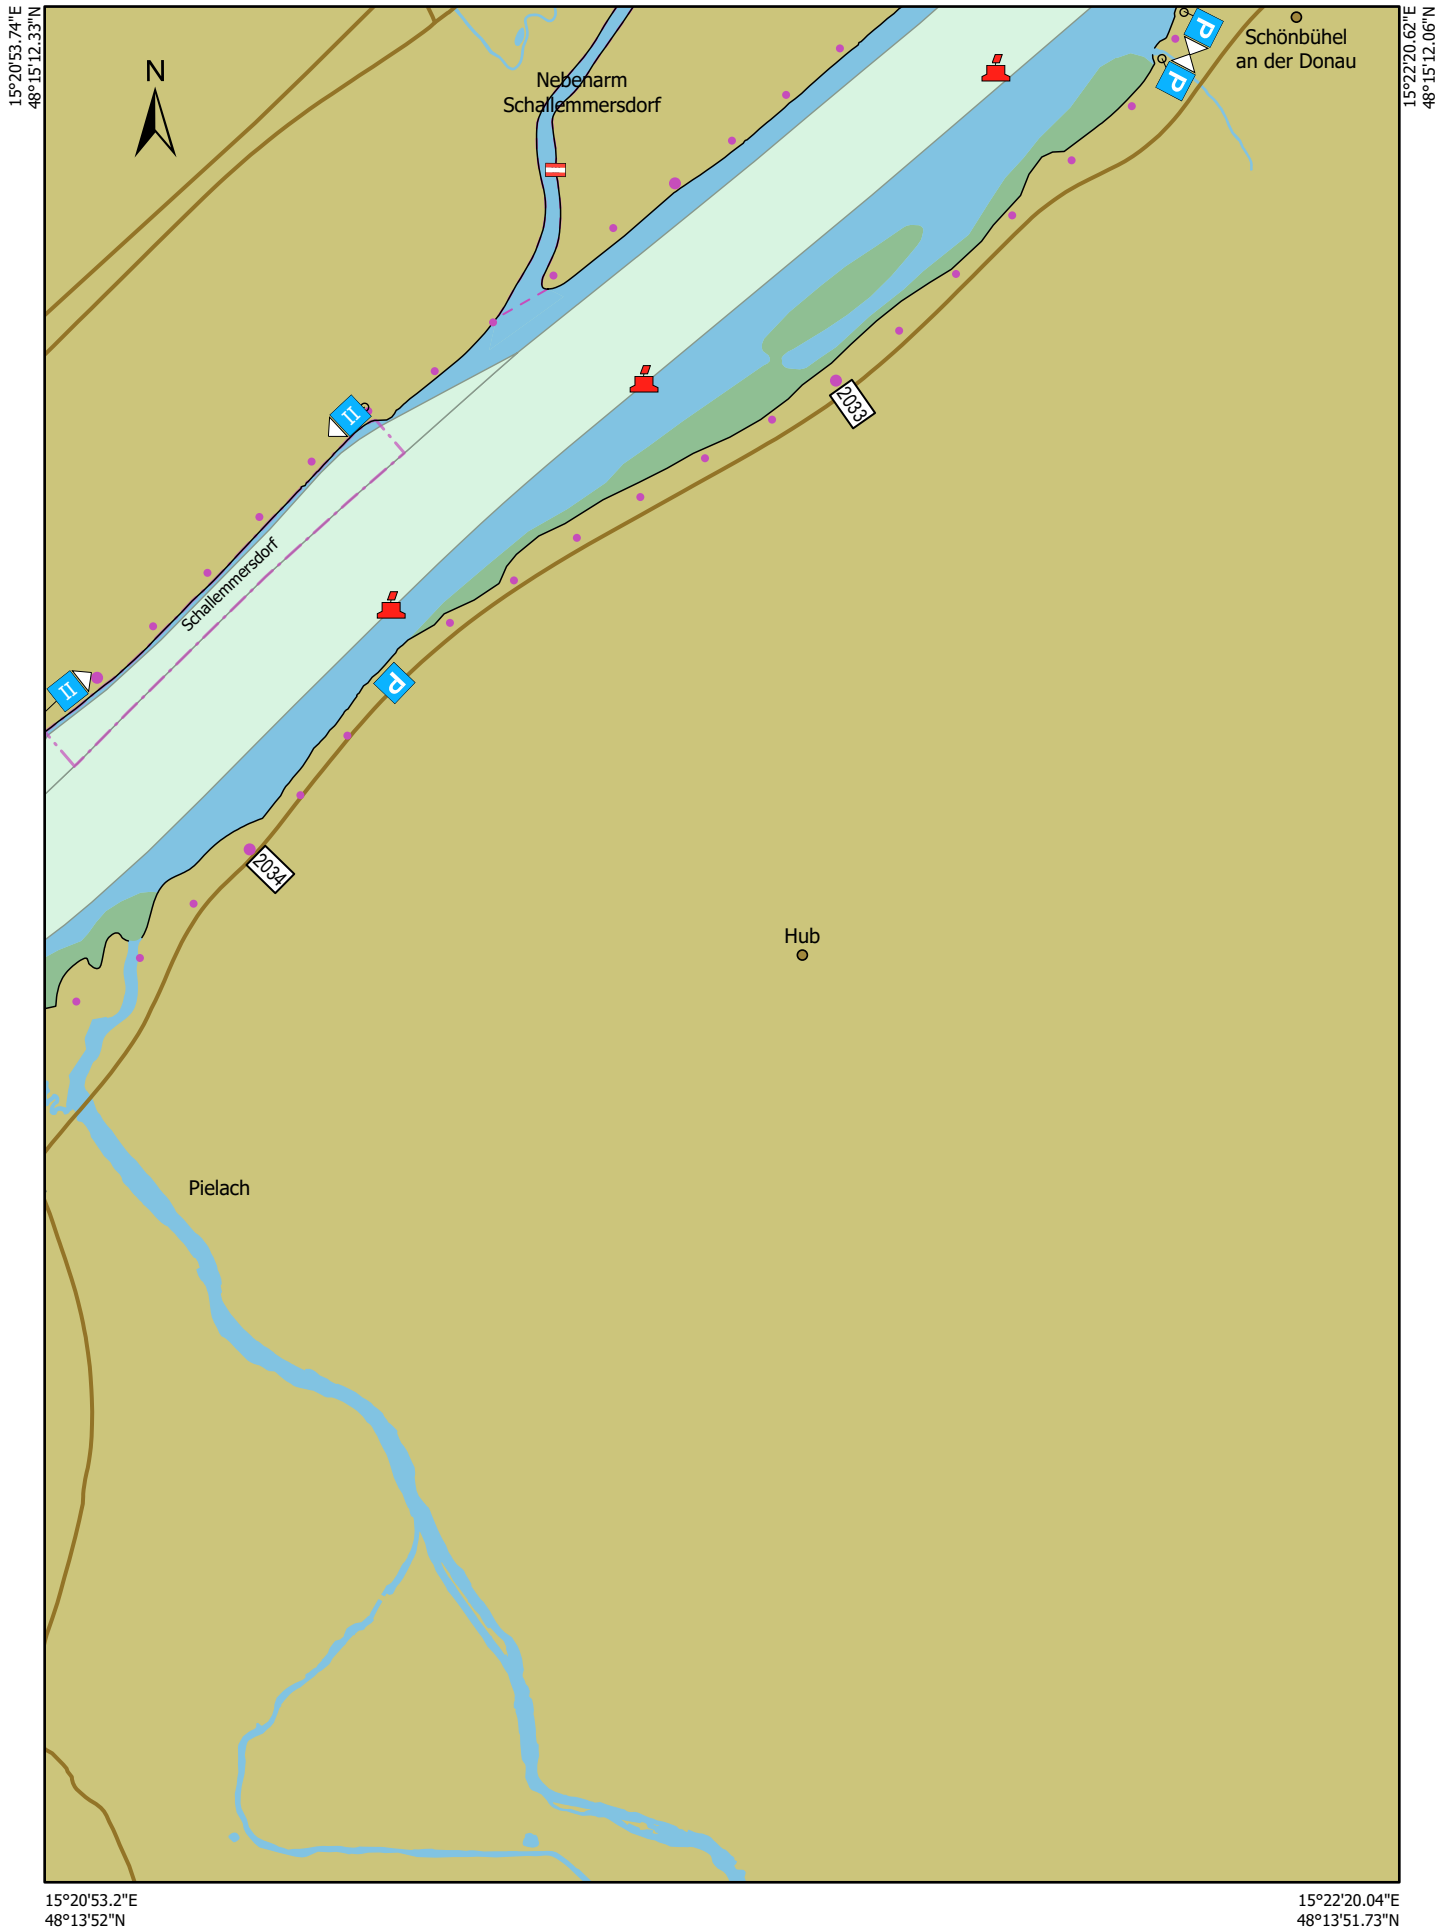 15°20'53.74"E
48°15'12.33"N
15°22'20.62"E
48°15'12.06"N
N
Nebenarm
Schallemmersdorf
P
P
Schönbühel
an der Donau
II
2033
Schallemmersdorf
II
P
2034
Hub
Pielach
15°20'53.2"E
48°13'52"N
15°22'20.04"E
48°13'51.73"N